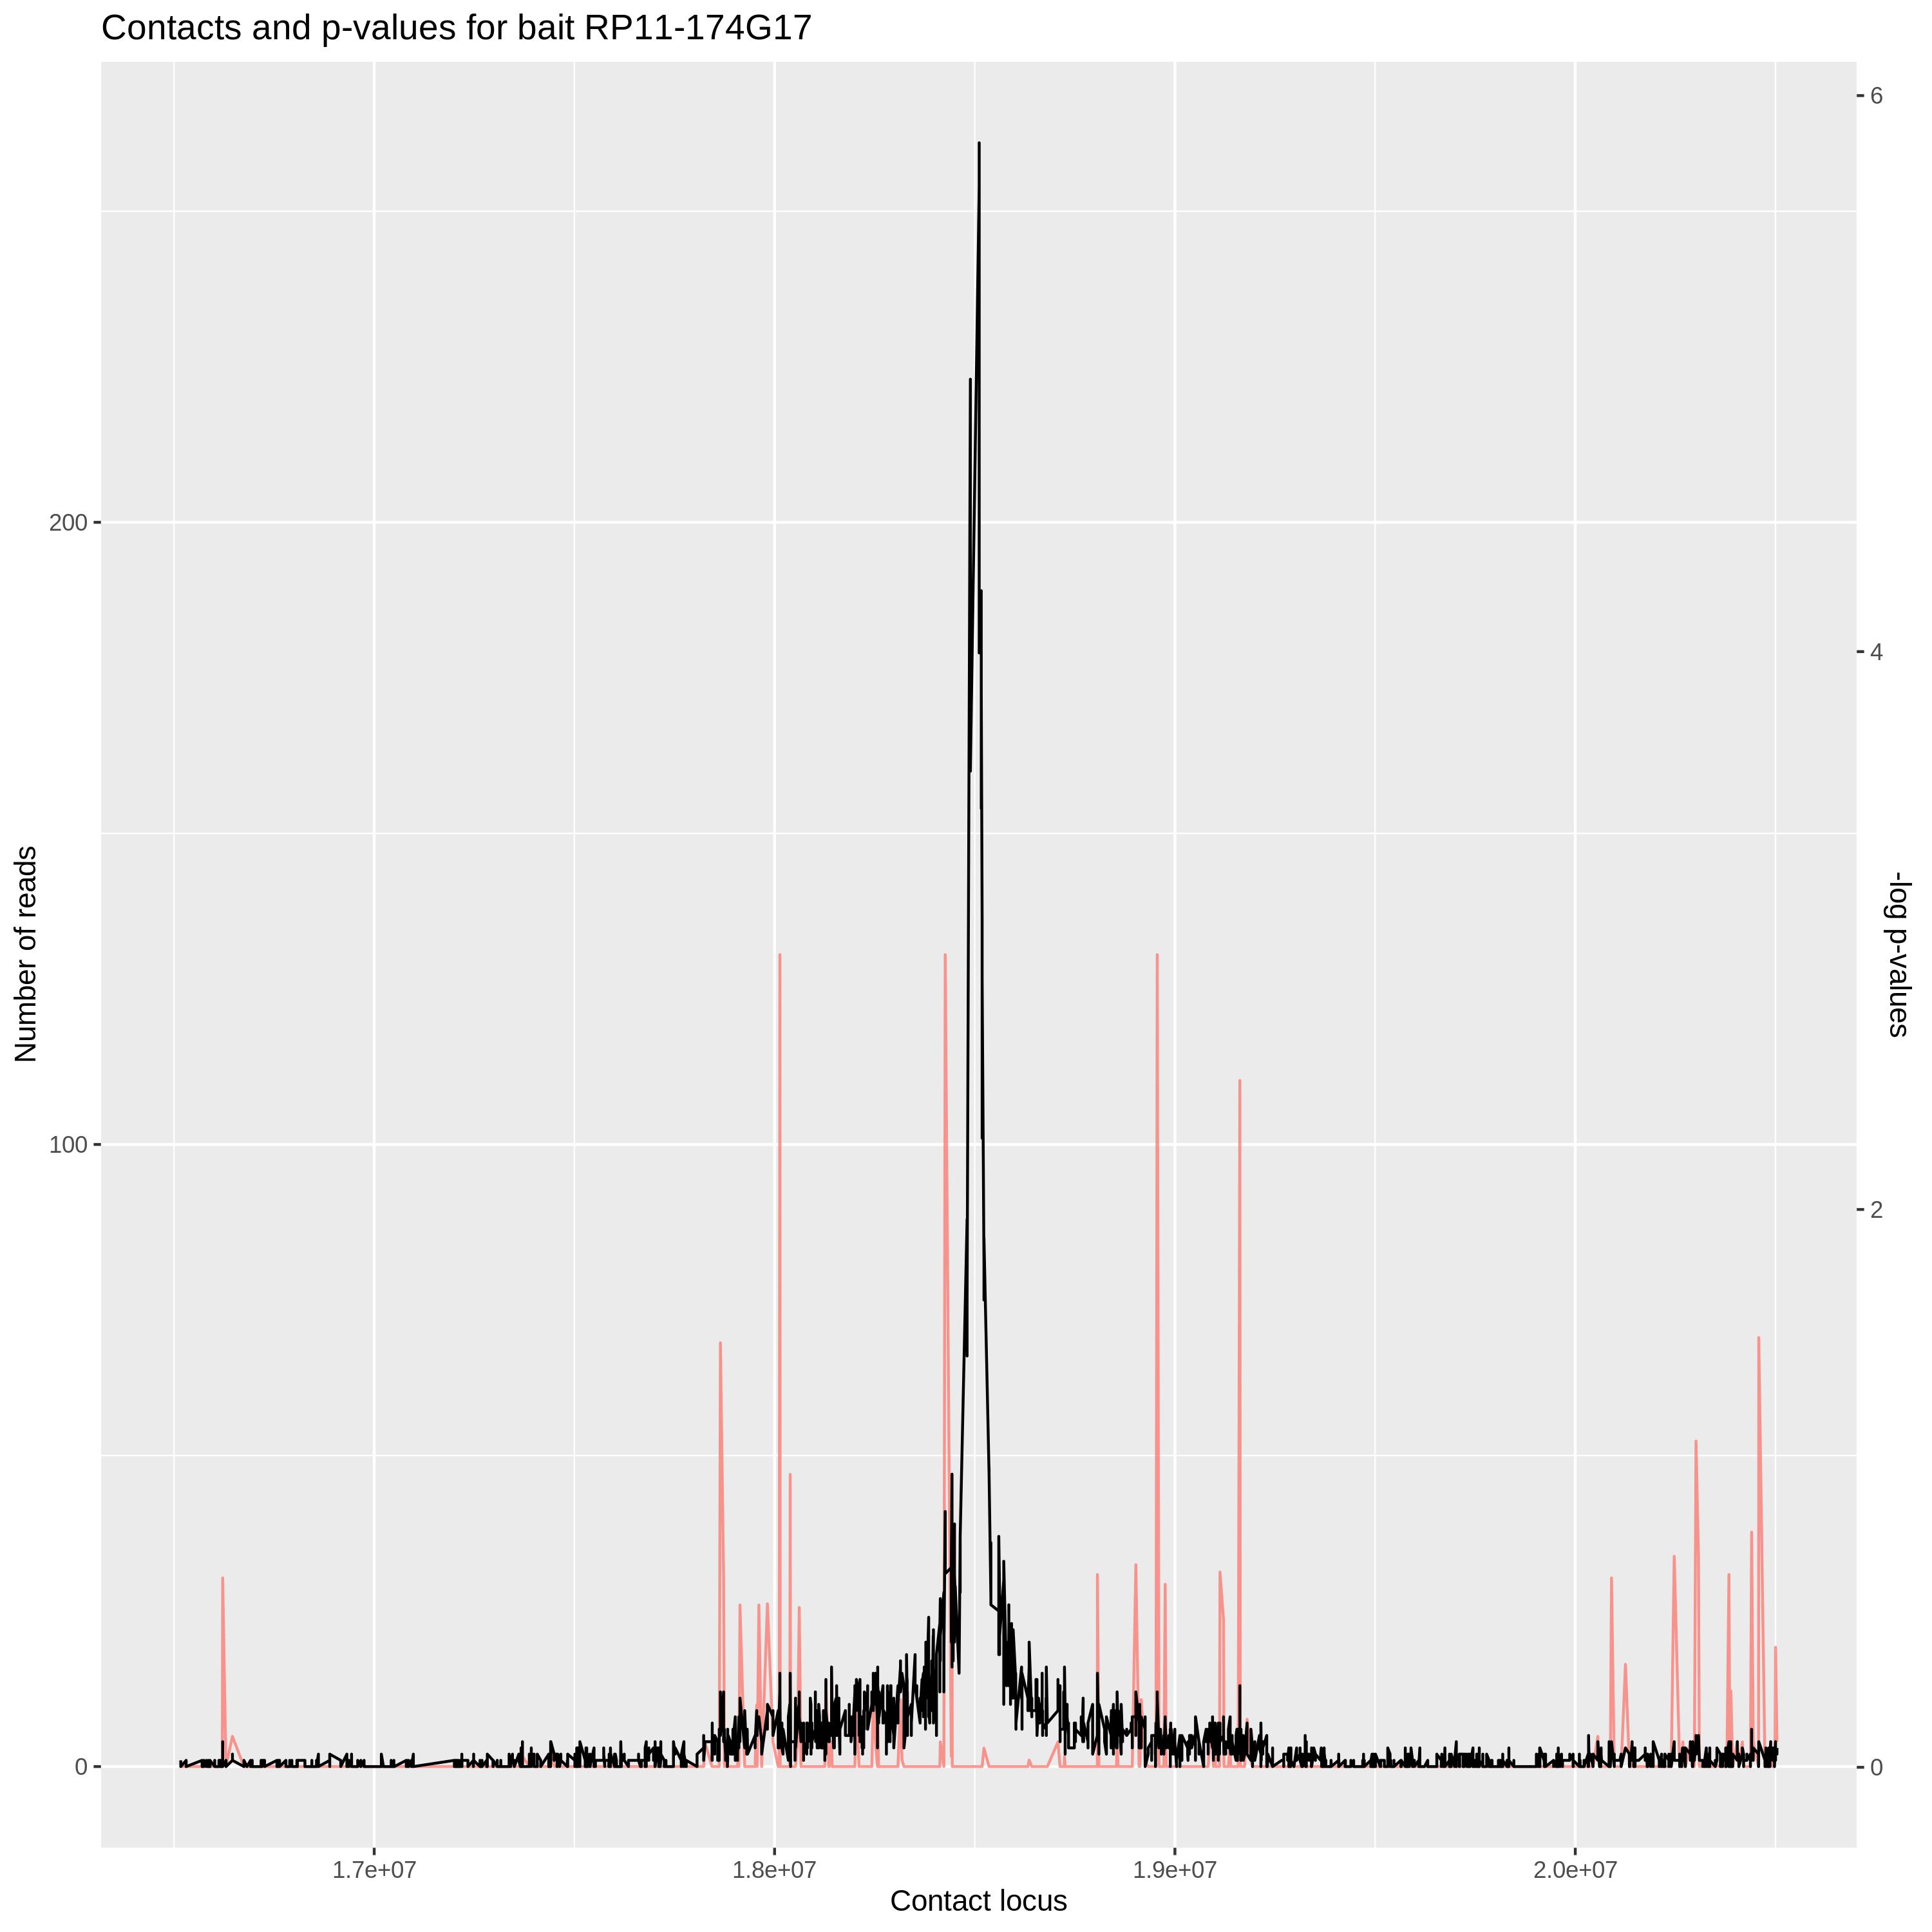 Contacts and p-values for bait RP11-174G17
6
200
4
Number of reads
-log p-values
2
100
0
0
1.7e+07
1.8e+07
1.9e+07
2.0e+07
Contact locus